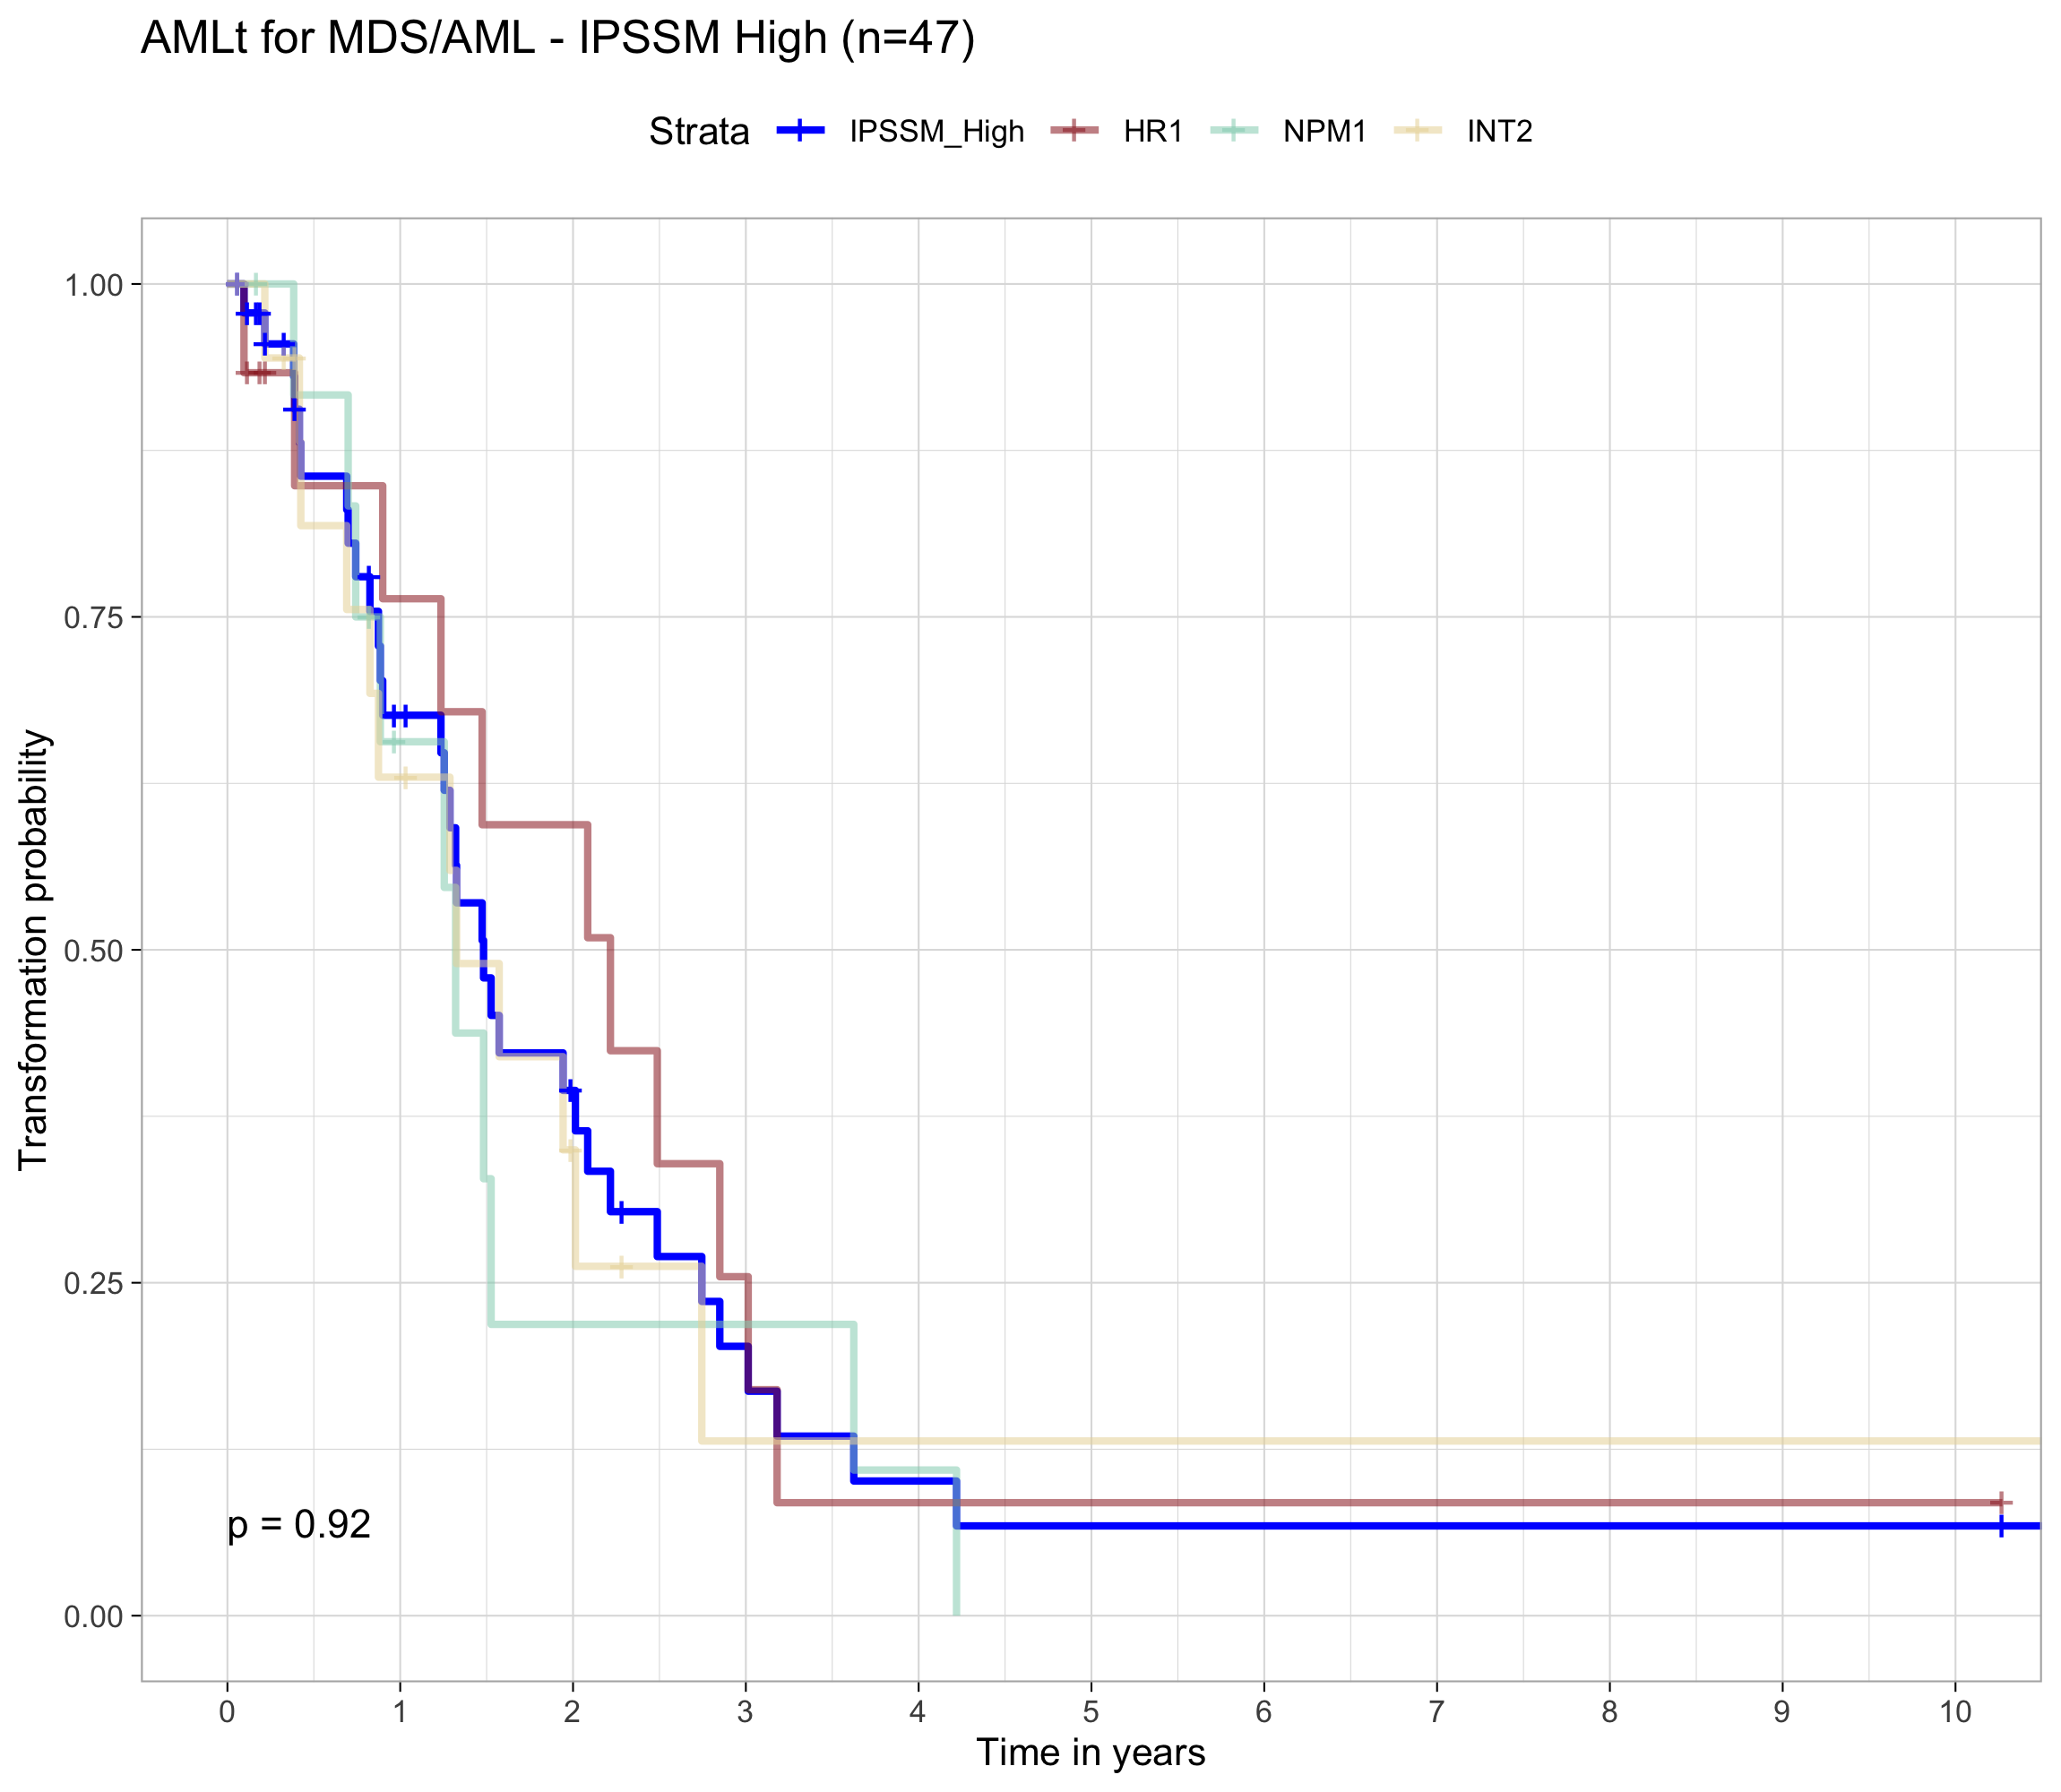 AMLt for MDS/AML - IPSSM High (n=47)
Strata IPSSM_High HR1 NPM1 INT2
Transformation probability
1.00
0.75
0.50
0.25
0.00
p = 0.92
0 1 2 3 4 5 6 7 8 9 10
Time in years